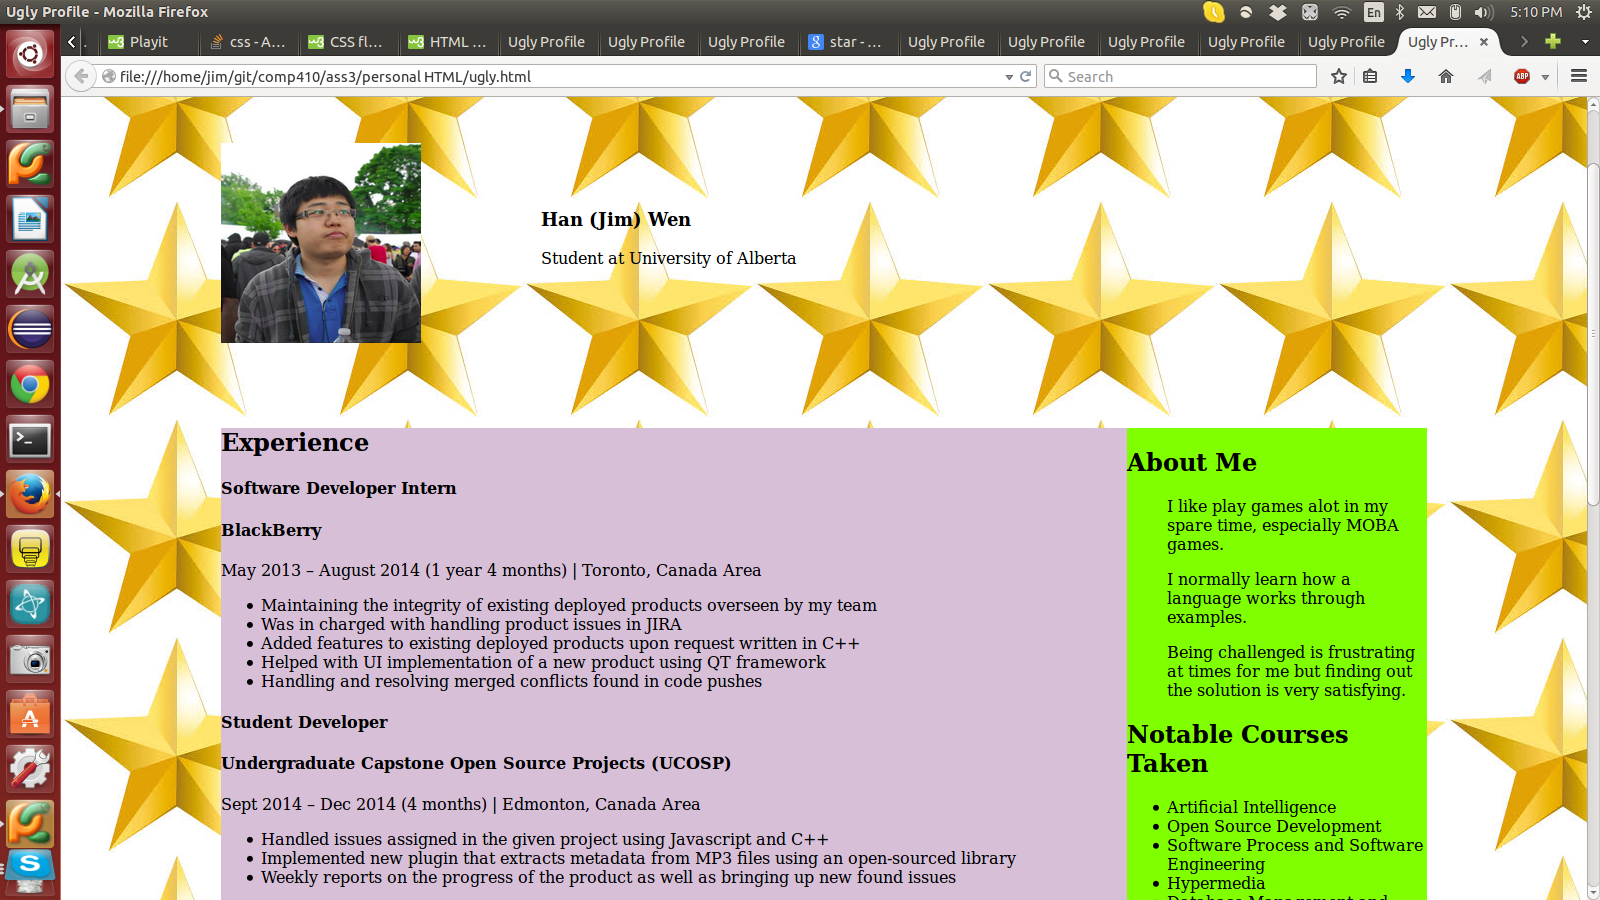 Ugly Profile - Mozilla Firefox
En
5:10 PM
Playit
css - A...
CSS fl...
HTML ...
Ugly Profile
Ugly Profile
Ugly Profile
star - ...
Ugly Profile
Ugly Profile
Ugly Profile
Ugly Profile
Ugly Profile
Ugly Pr...
file:///home/jim/git/comp410/ass3/personal HTML/ugly.html
Search
ABP
Han (Jim) Wen
Student at University of Alberta
Experience
Software Developer Intern
BlackBerry
May 2013 – August 2014 (1 year 4 months) | Toronto, Canada Area
Maintaining the integrity of existing deployed products overseen by my team
Was in charged with handling product issues in JIRA
Added features to existing deployed products upon request written in C++
Helped with UI implementation of a new product using QT framework
Handling and resolving merged conflicts found in code pushes
Student Developer
Undergraduate Capstone Open Source Projects (UCOSP)
Sept 2014 – Dec 2014 (4 months) | Edmonton, Canada Area
Handled issues assigned in the given project using Javascript and C++
Implemented new plugin that extracts metadata from MP3 files using an open-sourced library
Weekly reports on the progress of the product as well as bringing up new found issues
About Me
I like play games alot in my
spare time, especially MOBA
games.
I normally learn how a
language works through
examples.
Being challenged is frustrating
at times for me but finding out
the solution is very satisfying.
Notable Courses
Taken
Artificial Intelligence
Open Source Development
Software Process and Software
Engineering
Hypermedia
Database Management and